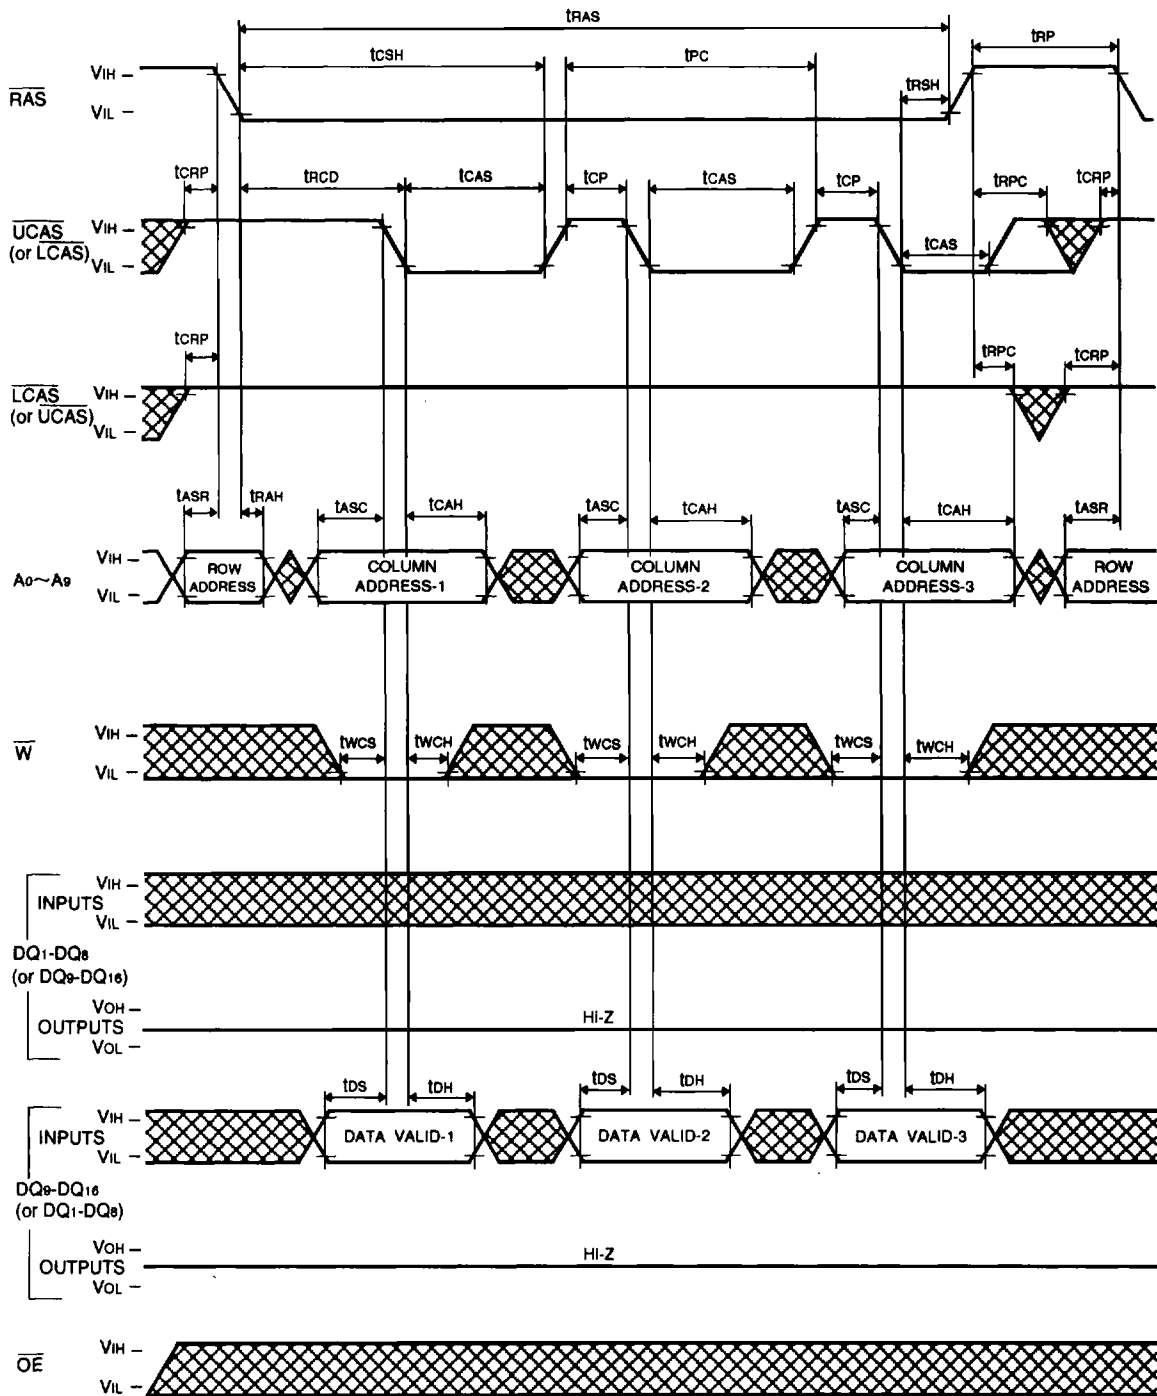 tRAS
tCSH
tPC
tRP
tRSH
RAS
VIH
VIL
tCRP
tRCD
tCAS
tCP
tCAS
tCP
tRPC
tCRP
tCAS
UCAS
(or LCAS)
VIH
VIL
tCRP
tRPC
tCRP
LCAS
(or UCAS)
VIH
VIL
tASR
tRAH
tASC
tCAH
tASC
tCAH
tASC
tCAH
tASR
A0~A9
VIH
VIL
ROW
ADDRESS
COLUMN
ADDRESS-1
COLUMN
ADDRESS-2
COLUMN
ADDRESS-3
ROW
ADDRESS
W
VIH
VIL
tWCS
tWCH
tWCS
tWCH
tWCS
tWCH
DQ1-DQ8
(or DQ9-DQ16)
INPUTS
VIH
VIL
OUTPUTS
VOH
VOL
Hi-Z
tDS
tDH
tDS
tDH
tDS
tDH
DQ9-DQ16
(or DQ1-DQ8)
INPUTS
VIH
VIL
DATA VALID-1
DATA VALID-2
DATA VALID-3
OUTPUTS
VOH
VOL
Hi-Z
OE
VIH
VIL